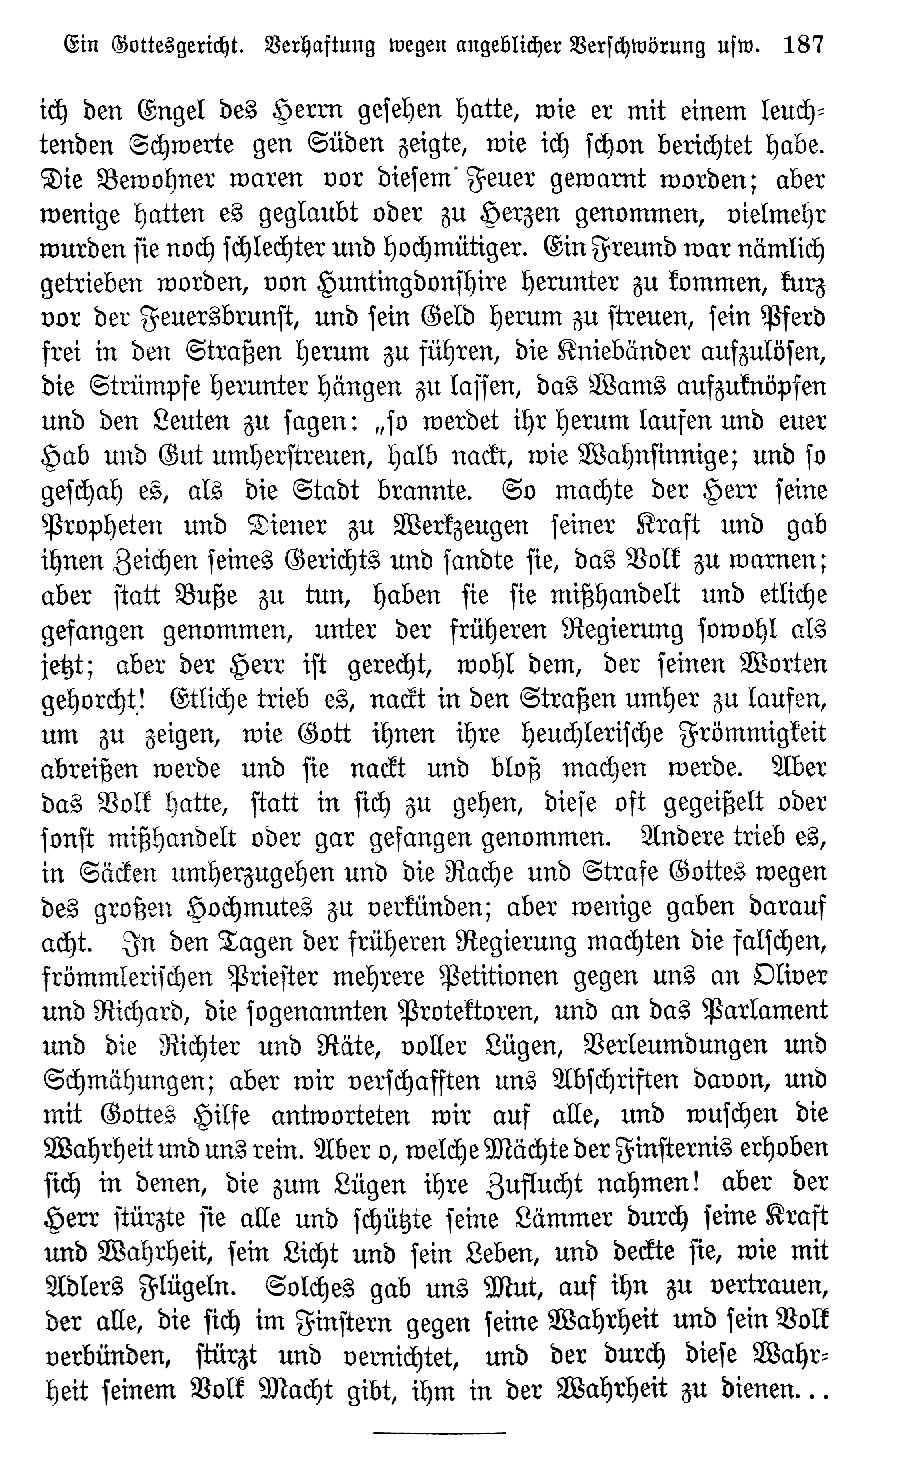 Ein Gottesgericht. Verhaftung wegen angeblicher Verschwörung usw. 187
ich den Engel des Herrn gesehen hatte, wie er mit einem leuch-
tenden Schwerte gen Süden zeigte, wie ich schon berichtet habe.
Die Bewohner waren vor diesem Feuer gewarnt worden; aber
wenige hatten es geglaubt oder zu Herzen genommen, vielmehr
wurden sie noch schlechter und hochmütiger. Ein Freund war nämlich
getrieben worden, von Huntingdonshire herunter zu kommen, kurz
vor der Feuersbrunst, und sein Geld herum zu streuen, sein Pferd
frei in den Straßen herum zu führen, die Kniebänder aufzulösen,
die Strümpfe herunter hängen zu lassen, das Wams aufzuknöpfen
und den Leuten zu sagen: „so werdet ihr herum laufen und euer
Hab und Gut umherstreuen, halb nackt, wie Wahnsinnige; und so
geschah es, als die Stadt brannte. So machte der Herr seine
Propheten und Diener zu Werkzeugen seiner Kraft und gab
ihnen Zeichen seines Gerichts und sandte sie, das Volk zu warnen;
aber statt Buße zu tun, haben sie sie mißhandelt und etliche
gefangen genommen, unter der früheren Regierung sowohl als
jetzt; aber der Herr ist gerecht, wohl dem, der seinen Worten
gehorcht! Etliche trieb es, nackt in den Straßen umher zu laufen,
um zu zeigen, wie Gott ihnen ihre heuchlerische Frömmigkeit
abreißen werde und sie nackt und bloß machen werde. Aber
das Volk hatte, statt in sich zu gehen, diese oft gegeißelt oder
sonst mißhandelt oder gar gefangen genommen. Andere trieb es,
in Säcken umherzugehen und die Rache und Strafe Gottes wegen
des großen Hochmutes zu verkünden; aber wenige gaben darauf
acht. In den Tagen der früheren Regierung machten die falschen,
frömmlerischen Priester mehrere Petitionen gegen uns an Oliver
und Richard, die sogenannten Protektoren, und an das Parlament
und die Richter und Räte, voller Lügen, Verleumdungen und
Schmähungen; aber wir verschafften uns Abschriften davon, und
mit Gottes Hilfe antworteten wir auf alle, und wuschen die
Wahrheit und uns rein. Aber o, welche Mächte der Finsternis erhoben
sich in denen, die zum Lügen ihre Zuflucht nahmen! aber der
Herr stürzte sie alle und schützte seine Lämmer durch seine Kraft
und Wahrheit, sein Licht und sein Leben, und deckte sie, wie mit
Adlers Flügeln. Solches gab uns Mut, auf ihn zu vertrauen,
der alle, die sich im Finstern gegen seine Wahrheit und sein Volk
verbünden, stürzt und vernichtet, und der durch diese Wahr-
heit seinem Volk Macht gibt, ihm in der Wahrheit zu dienen...